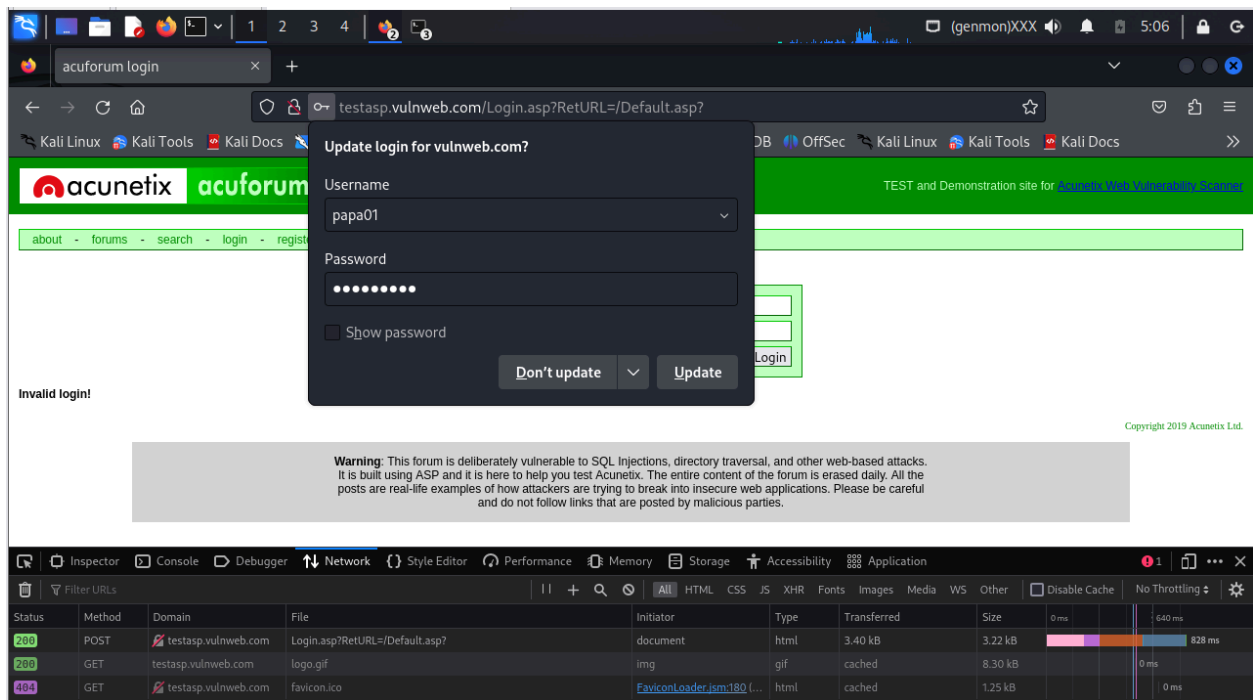 1 2 3 4 2 3 (genmon)XXX 5:06
acuforum login
testasp.vulnweb.com/Login.asp?RetURL=/Default.asp?
Kali Linux Kali Tools Kali Docs DB OffSec Kali Linux Kali Tools Kali Docs
acunetix acuforum TEST and Demonstration site for Acunetix Web Vulnerability Scanner
about - forums - search - login - regist
Update login for vulnweb.com?
Username
papa01
Password
•••••••••
Show password
Don't update Update
Login
Invalid login!
Copyright 2019 Acunetix Ltd.
Warning: This forum is deliberately vulnerable to SQL Injections, directory traversal, and other web-based attacks.
It is built using ASP and it is here to help you test Acunetix. The entire content of the forum is erased daily. All the
posts are real-life examples of how attackers are trying to break into insecure web applications. Please be careful
and do not follow links that are posted by malicious parties.
Inspector Console Debugger Network Style Editor Performance Memory Storage Accessibility Application 1
Filter URLs All HTML CSS JS XHR Fonts Images Media WS Other Disable Cache No Throttling
Status Method Domain File Initiator Type Transferred Size 0 ms 640 ms
200 POST testasp.vulnweb.com Login.asp?RetURL=/Default.asp? document html 3.40 kB 3.22 kB 828 ms
200 GET testasp.vulnweb.com logo.gif img gif cached 8.30 kB 0 ms
404 GET testasp.vulnweb.com favicon.ico FaviconLoader.jsm:180 (... html cached 1.25 kB 0 ms